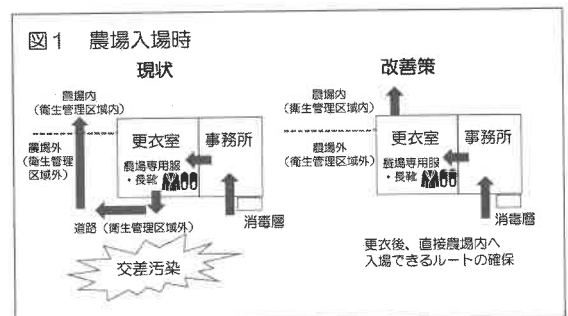 図1 農場入場時
現状
農場内
(衛生管理区域内)
農場外
(衛生管理
区域外)
更衣室
事務所
農場専用服
・長靴
消毒層
道路(衛生管理区域外)
交差汚染
改善策
農場内
(衛生管理区域内)
農場外
(衛生管理区域外)
更衣室
事務所
農場専用服
・長靴
消毒層
更衣後、直接農場内へ
入場できるルートの確保